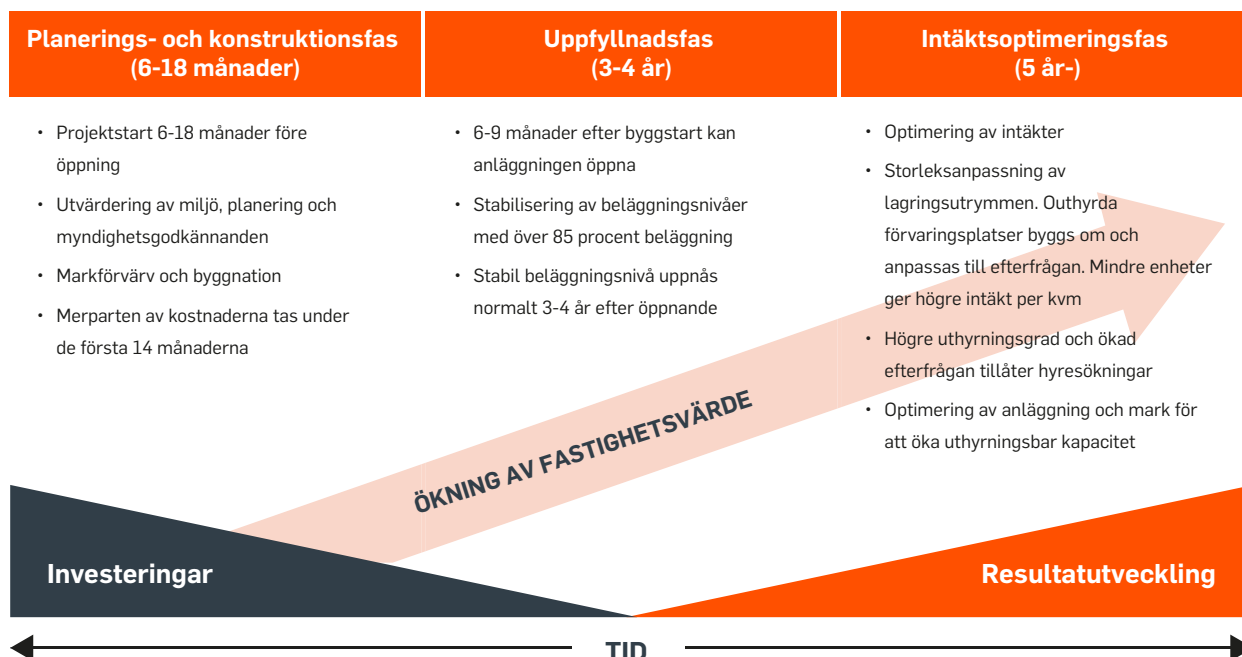 Planerings- och konstruktionsfas
(6-18 månader)
• Projektstart 6-18 månader före
öppning
• Utvärdering av miljö, planering och
myndighetsgodkännanden
• Markförvärv och byggnation
• Merparten av kostnaderna tas under
de första 14 månaderna
Uppfyllnadsfas
(3-4 år)
• 6-9 månader efter byggstart kan
anläggningen öppna
• Stabilisering av beläggningsnivåer
med över 85 procent beläggning
• Stabil beläggningsnivå uppnås
normalt 3-4 år efter öppnande
Intäktsoptimeringsfas
(5 år-)
• Optimering av intäkter
• Storleksanpassning av
lagringsutrymmen. Outhyrda
förvaringsplatser byggs om och
anpassas till efterfrågan. Mindre enheter
ger högre intäkt per kvm
• Högre uthyrningsgrad och ökad
efterfrågan tillåter hyresökningar
• Optimering av anläggning och mark för
att öka uthyrningsbar kapacitet
ÖKNING AV FASTIGHETSVÄRDE
Investeringar
Resultatutveckling
TID